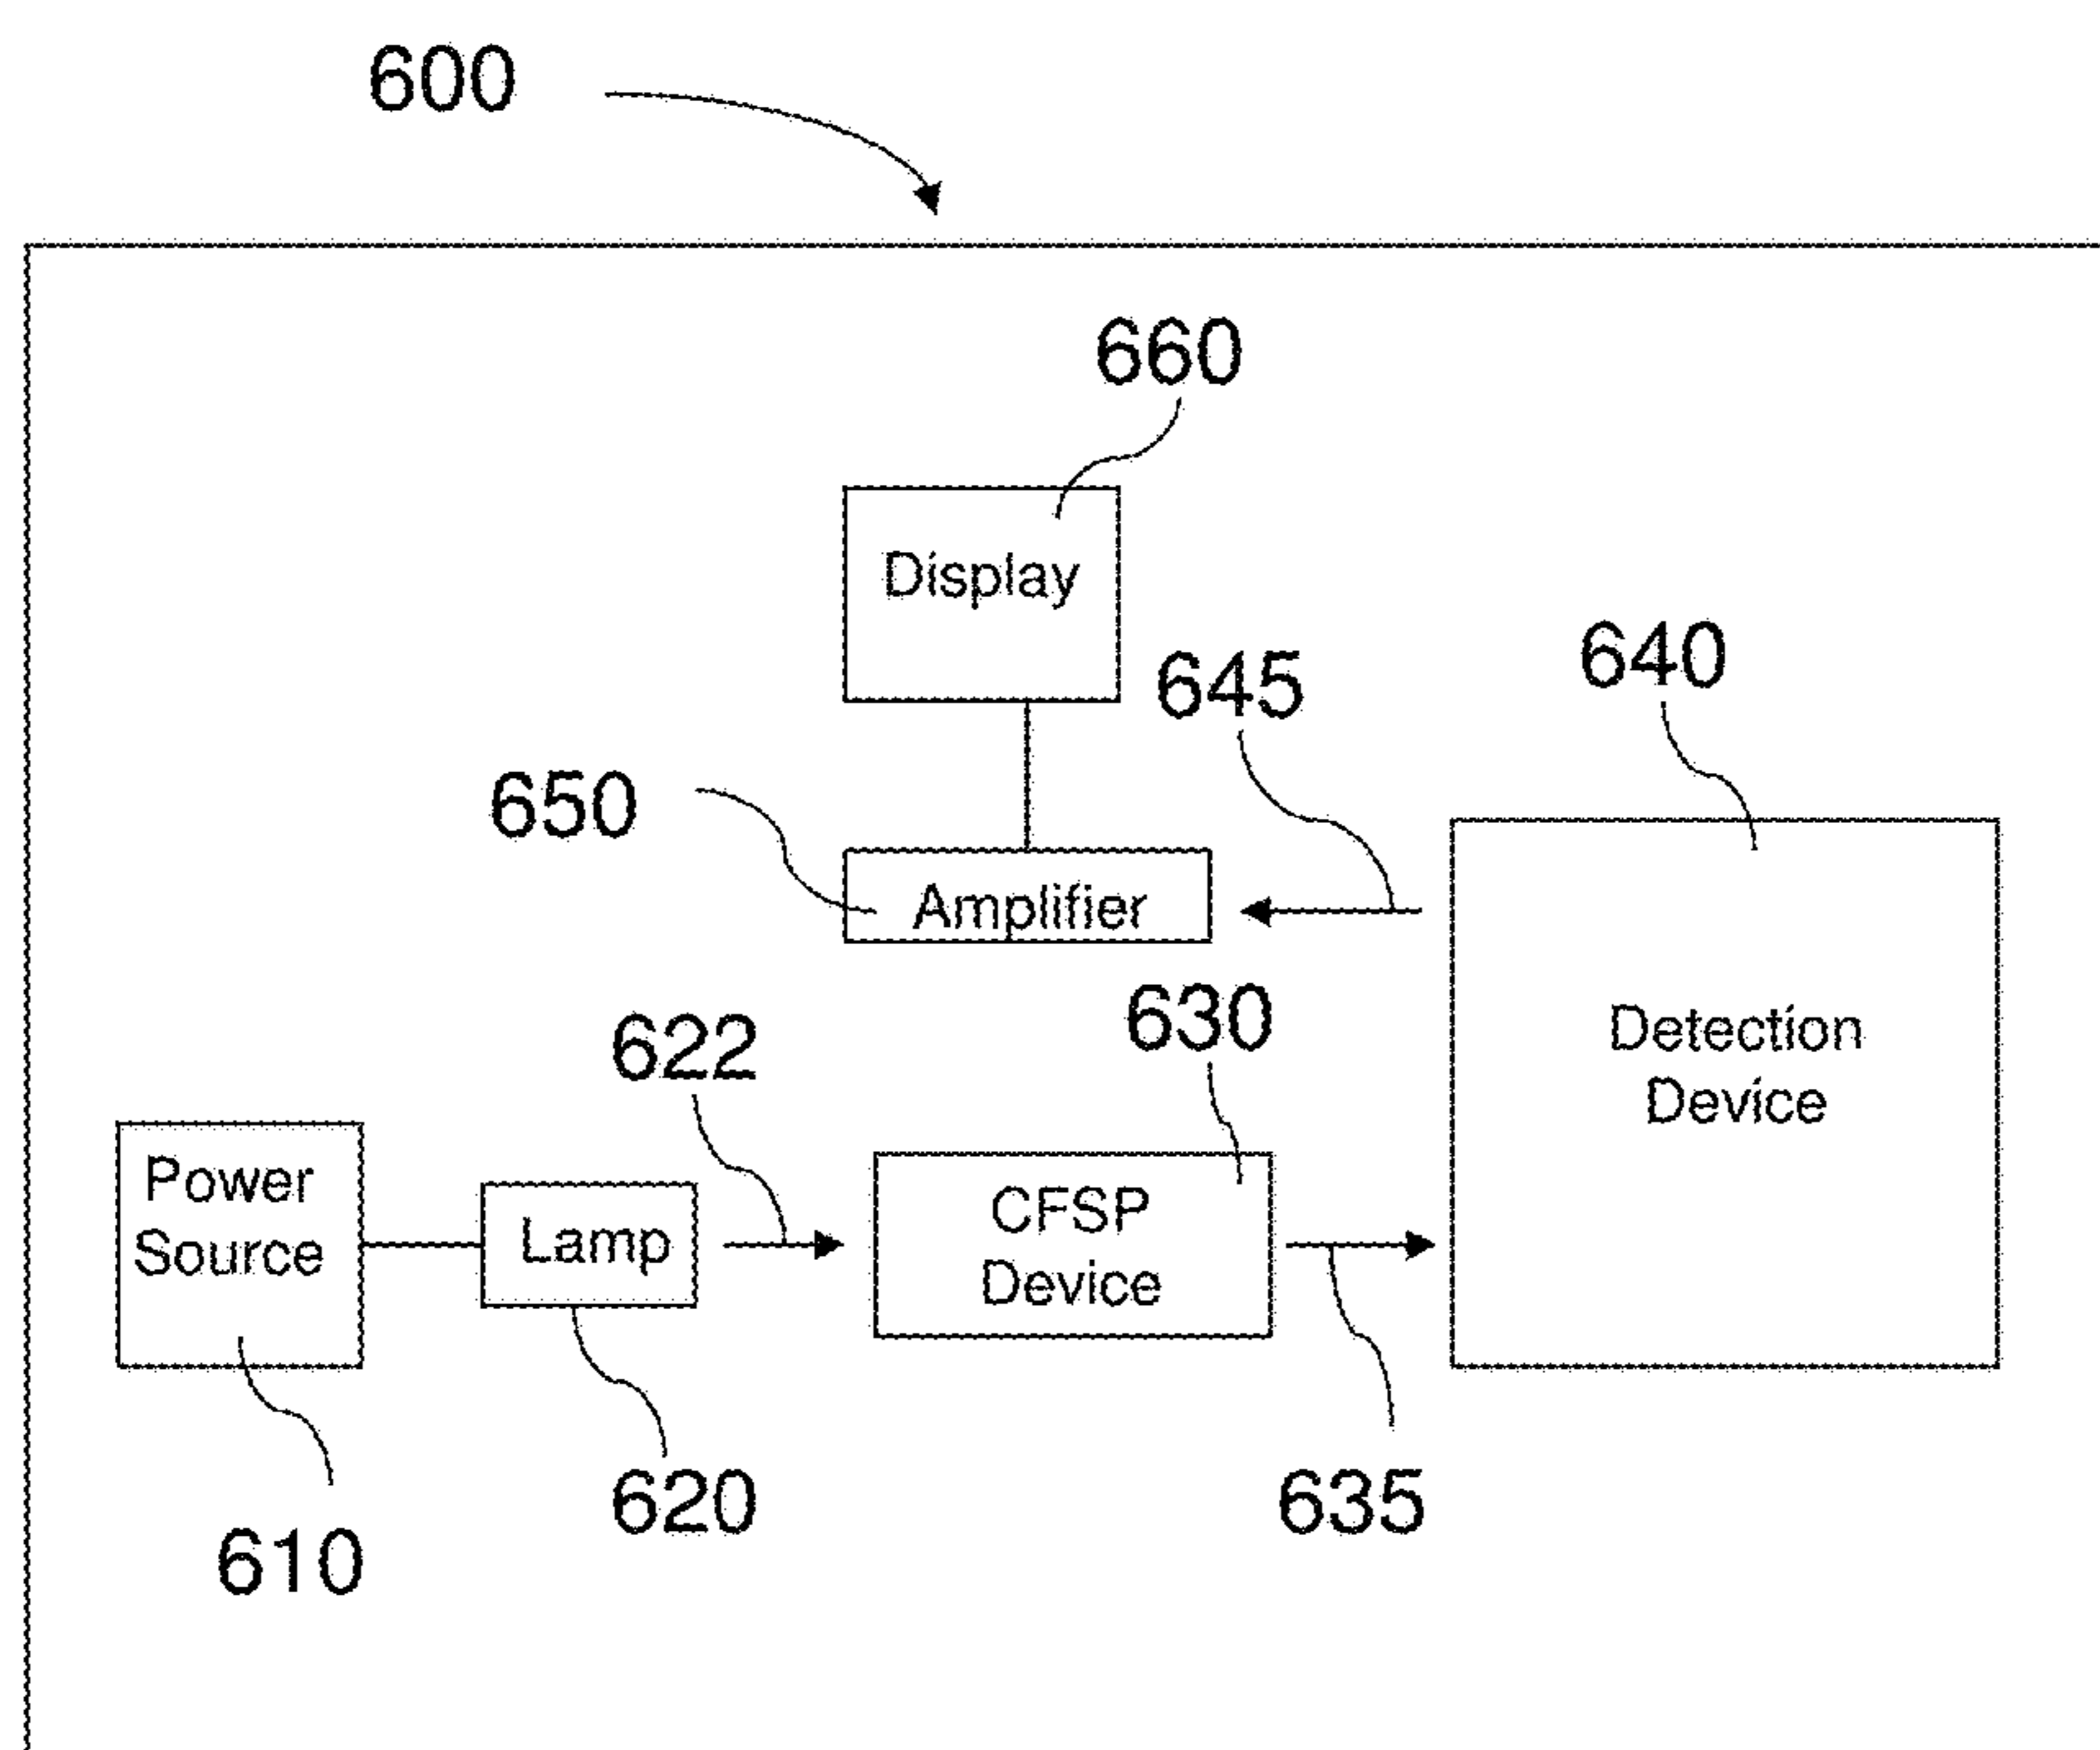 600
660
Display
645
640
650
Amplifier
630
622
Detection
Device
Power
Source
Lamp
CFSP
Device
620
635
610